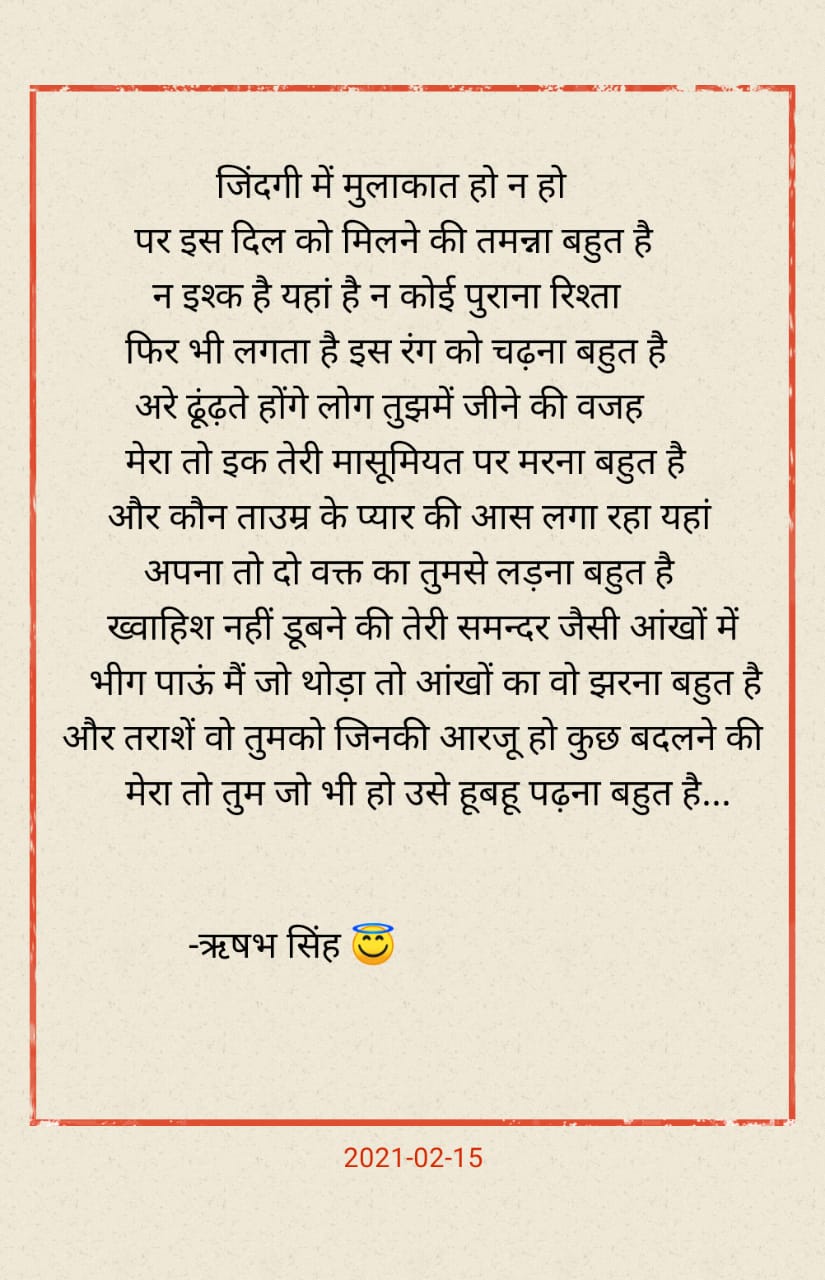 जिंदगी में मुलाकात हो न हो
पर इस दिल को मिलने की तमन्ना बहुत है
न इश्क है यहां है न कोई पुराना रिश्ता
फिर भी लगता है इस रंग को चढ़ना बहुत है
अरे ढूंढ़ते होंगे लोग तुझमें जीने की वजह
मेरा तो इक तेरी मासूमियत पर मरना बहुत है
और कौन ताउम्र के प्यार की आस लगा रहा यहां
अपना तो दो वक्त का तुमसे लड़ना बहुत है
ख्वाहिश नहीं डूबने की तेरी समन्दर जैसी आंखों में
भीग पाऊं मैं जो थोड़ा तो आंखों का वो झरना बहुत है
और तराशें वो तुमको जिनकी आरजू हो कुछ बदलने की
मेरा तो तुम जो भी हो उसे हूबहू पढ़ना बहुत है...
-ऋषभ सिंह 😇
2021-02-15